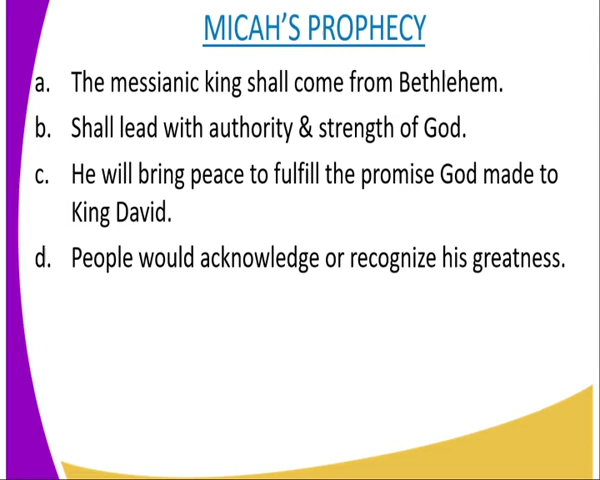 MICAH’S PROPHECY
a. The messianic king shall come from Bethlehem.
b. Shall lead with authority & strength of God.
c. He will bring peace to fulfill the promise God made to
King David.
d. People would acknowledge or recognize his greatness.